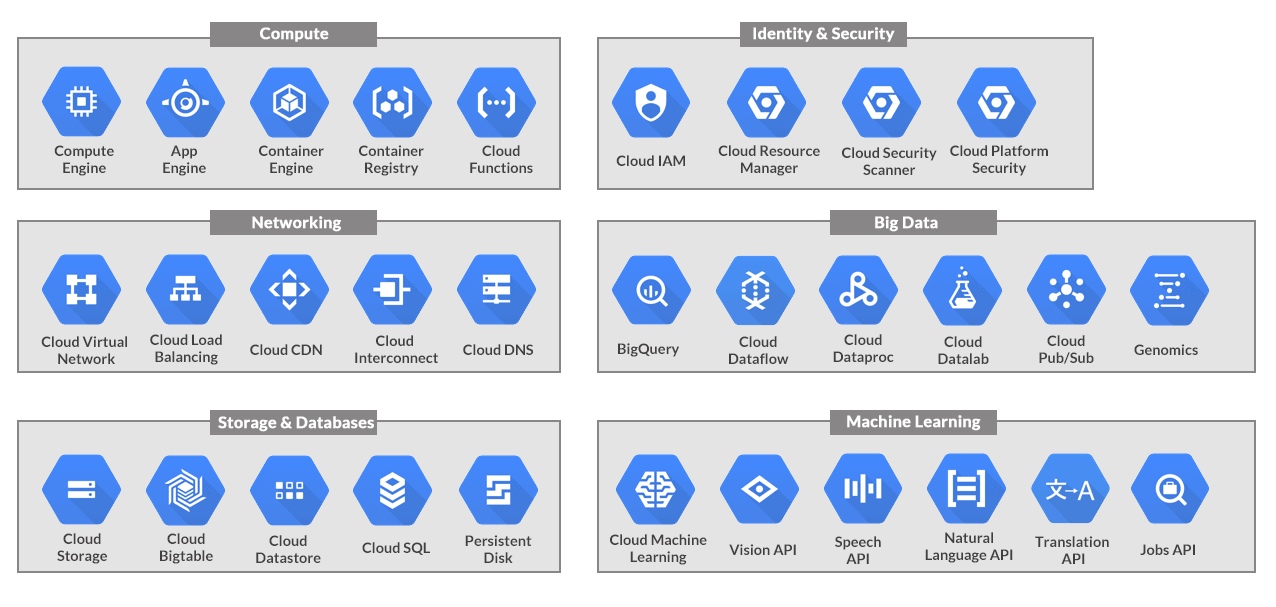 Compute
Compute
Engine
App
Engine
Container
Engine
Container
Registry
Cloud
Functions
Identity & Security
Cloud IAM
Cloud Resource
Manager
Cloud Security
Scanner
Cloud Platform
Security
Networking
Cloud Virtual
Network
Cloud Load
Balancing
Cloud CDN
Cloud
Interconnect
Cloud DNS
Big Data
BigQuery
Cloud
Dataflow
Cloud
Dataproc
Cloud
Datalab
Cloud
Pub/Sub
Genomics
Storage & Databases
Cloud
Storage
Cloud
Bigtable
Cloud
Datastore
Cloud SQL
Persistent
Disk
Machine Learning
Cloud Machine
Learning
Vision API
Speech
API
Natural
Language API
文→A
Translation
API
Jobs API